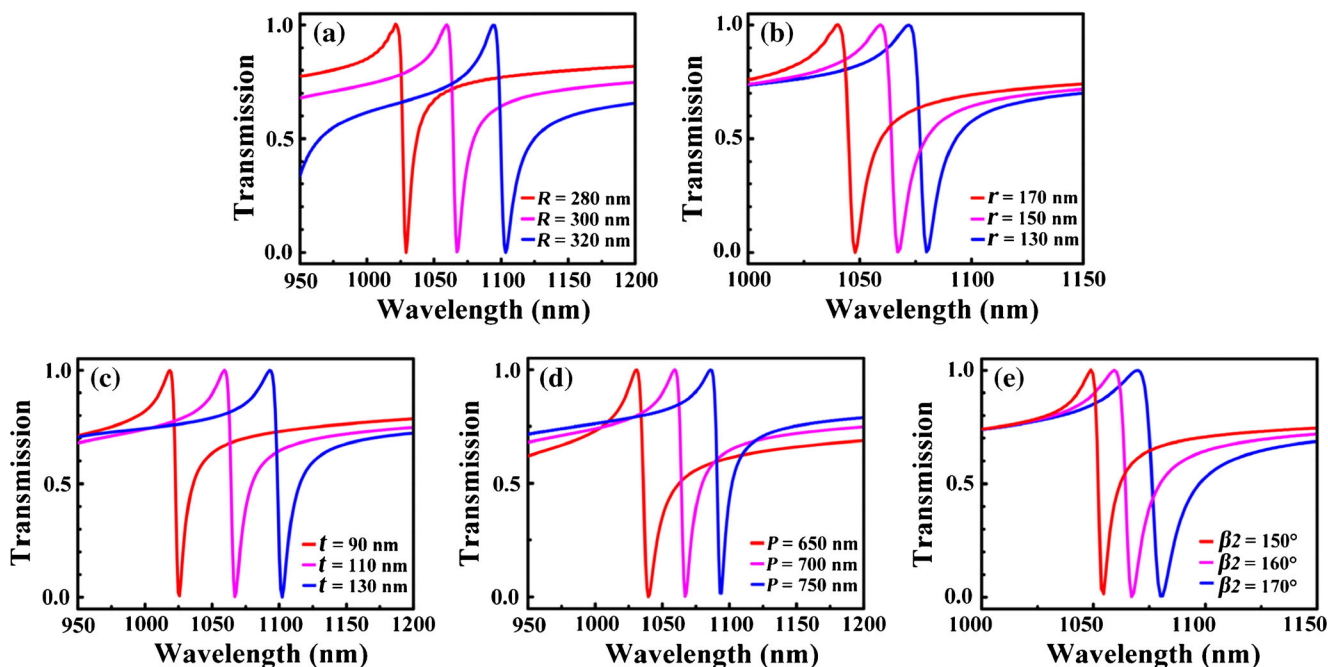 (a)
Transmission
1.0
0.5
0.0
R = 280 nm
R = 300 nm
R = 320 nm
950 1000 1050 1100 1150 1200
Wavelength (nm)
(b)
Transmission
1.0
0.5
0.0
r = 170 nm
r = 150 nm
r = 130 nm
1000 1050 1100 1150
Wavelength (nm)
(c)
Transmission
1.0
0.5
0.0
t = 90 nm
t = 110 nm
t = 130 nm
950 1000 1050 1100 1150 1200
Wavelength (nm)
(d)
Transmission
1.0
0.5
0.0
P = 650 nm
P = 700 nm
P = 750 nm
950 1000 1050 1100 1150 1200
Wavelength (nm)
(e)
Transmission
1.0
0.5
0.0
β2 = 150°
β2 = 160°
β2 = 170°
1000 1050 1100 1150
Wavelength (nm)